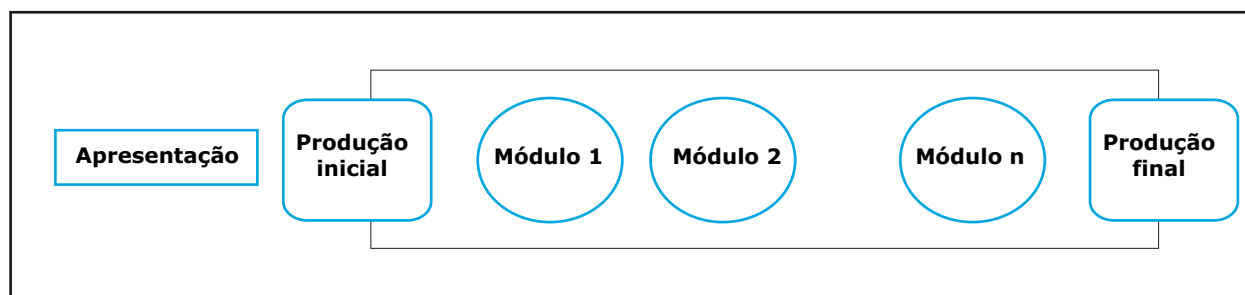 Apresentação
Produção
inicial
Módulo 1
Módulo 2
Módulo n
Produção
final